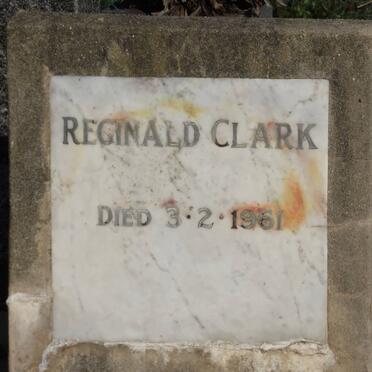 REGINALD CLARK
DIED 3·2·1961